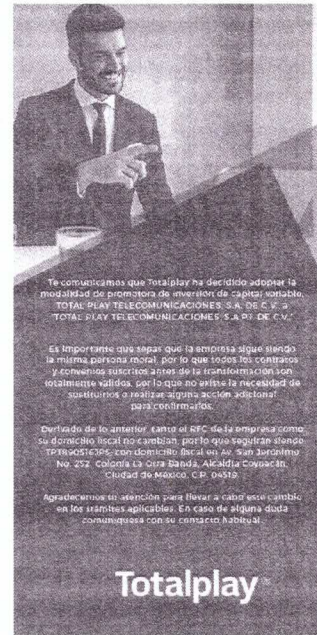 Te comunicamos que Totalplay ha decidido adoptar la
modalidad de promotora de inversión de capital variable,
TOTAL PLAY TELECOMUNICACIONES, S.A. DE C.V., a
"TOTAL PLAY TELECOMUNICACIONES, S.A.P.I. DE C.V."
Es importante que sepas que la empresa sigue siendo
la misma persona moral, por lo que todos los contratos
y convenios suscritos antes de la transformación son
totalmente válidos, por lo que no existe la necesidad de
sustituirlos o realizar alguna acción adicional
para confirmarlos.
Derivado de lo anterior, tanto el RFC de la empresa como
su domicilio fiscal no cambian, por lo que seguirán siendo
con domicilio fiscal en Av. San Jerónimo
No. 252, Colonia La Otra Banda, Alcaldía Coyoacán,
Ciudad de México, C.P. 04519.
Agradecemos tu atención para llevar a cabo este cambio
en los trámites aplicables. En caso de alguna duda
comuníquese con su contacto habitual.
Totalplay